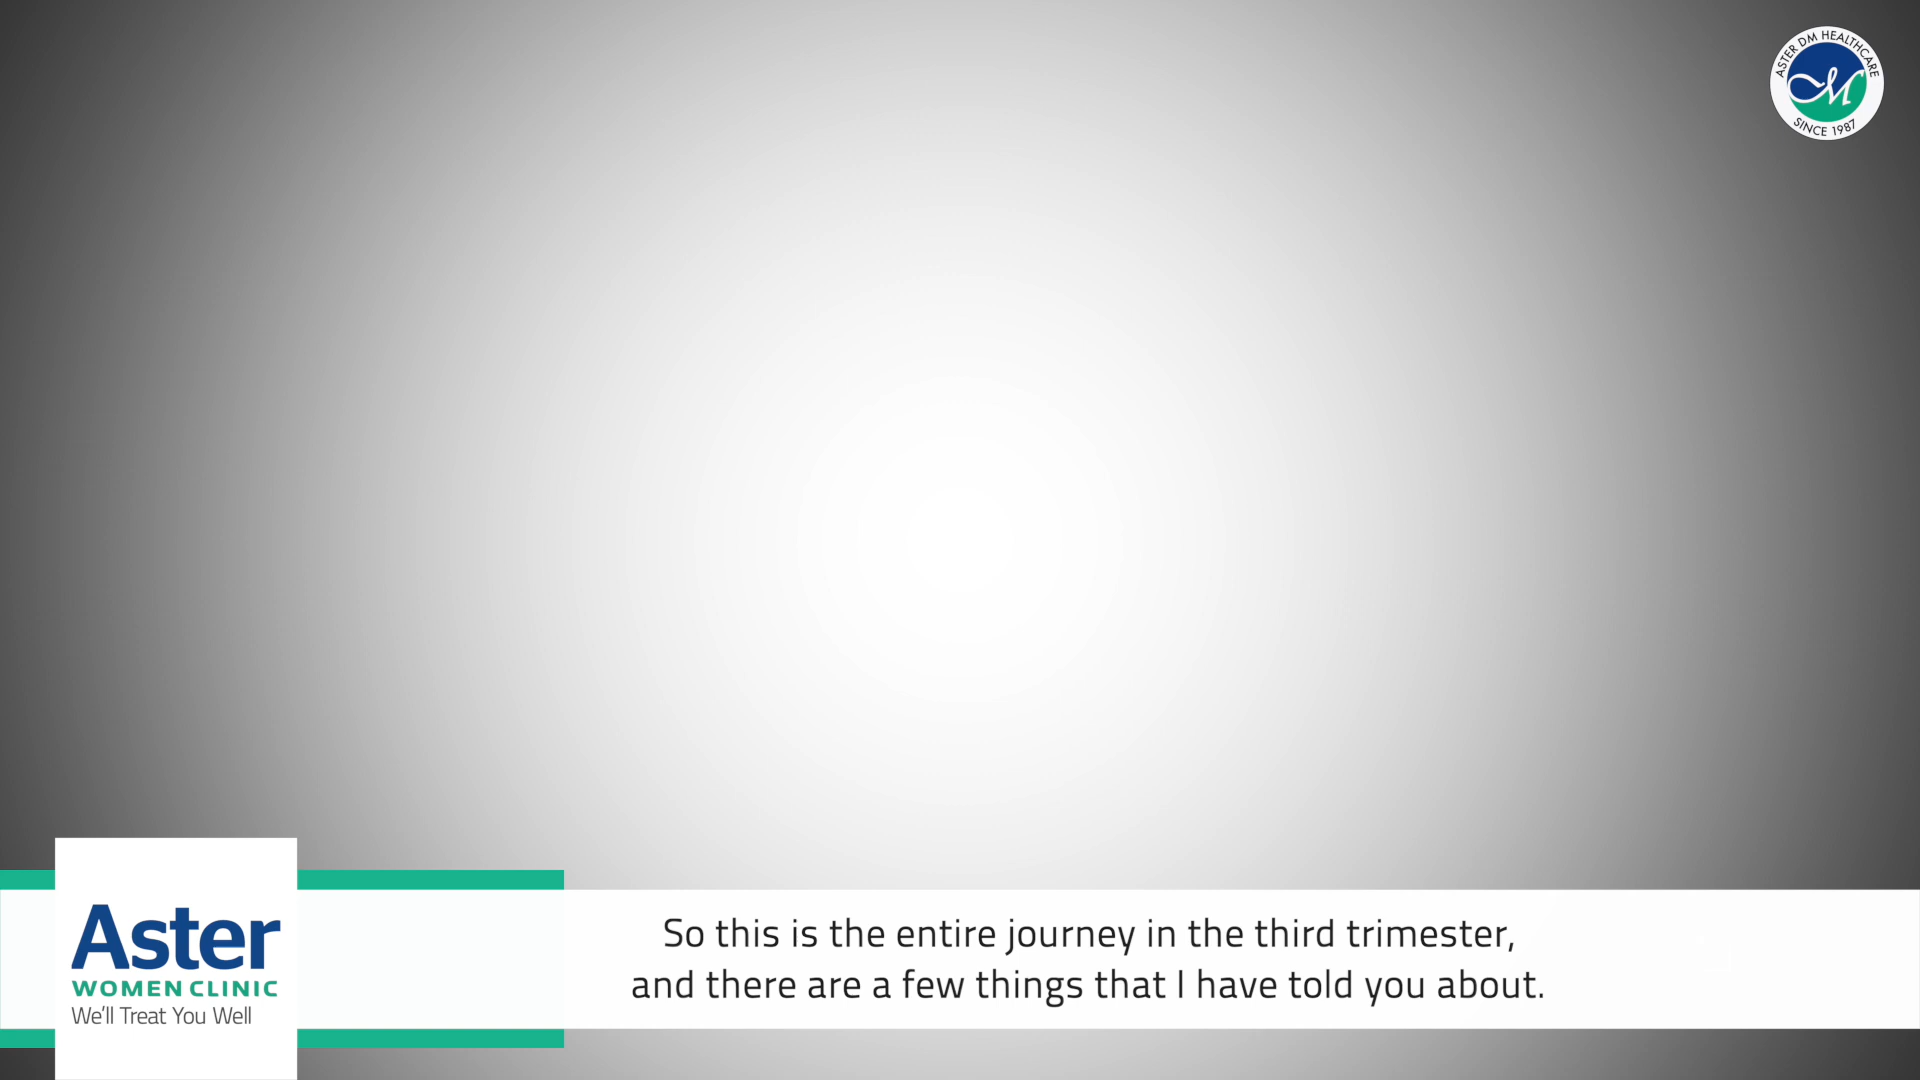 ASTER DM HEALTHCARE
SINCE 1987
So this is the entire journey in the third trimester,
and there are a few things that I have told you about.
Aster
WOMEN CLINIC
We'll Treat You Well